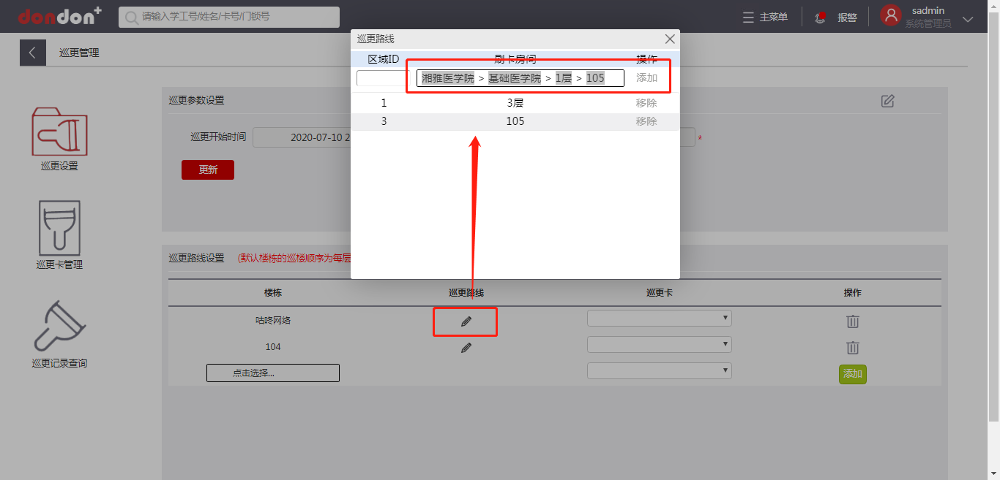 dondon+
请输入学工号/姓名/卡号/门锁号
主菜单
报警
sadmin
系统管理员
巡更管理
巡更路线
区域ID 刷卡房间 操作
湘雅医学院 > 基础医学院 > 1层 > 105 添加
1 3层 移除
3 105 移除
巡更设置
巡更卡管理
巡更记录查询
巡更参数设置
巡更开始时间 2020-07-10 2
*
更新
巡更路线设置 (默认楼栋的巡楼顺序为每层
楼栋 巡更路线 巡更卡 操作
咕咚网络
104
点击选择... 添加